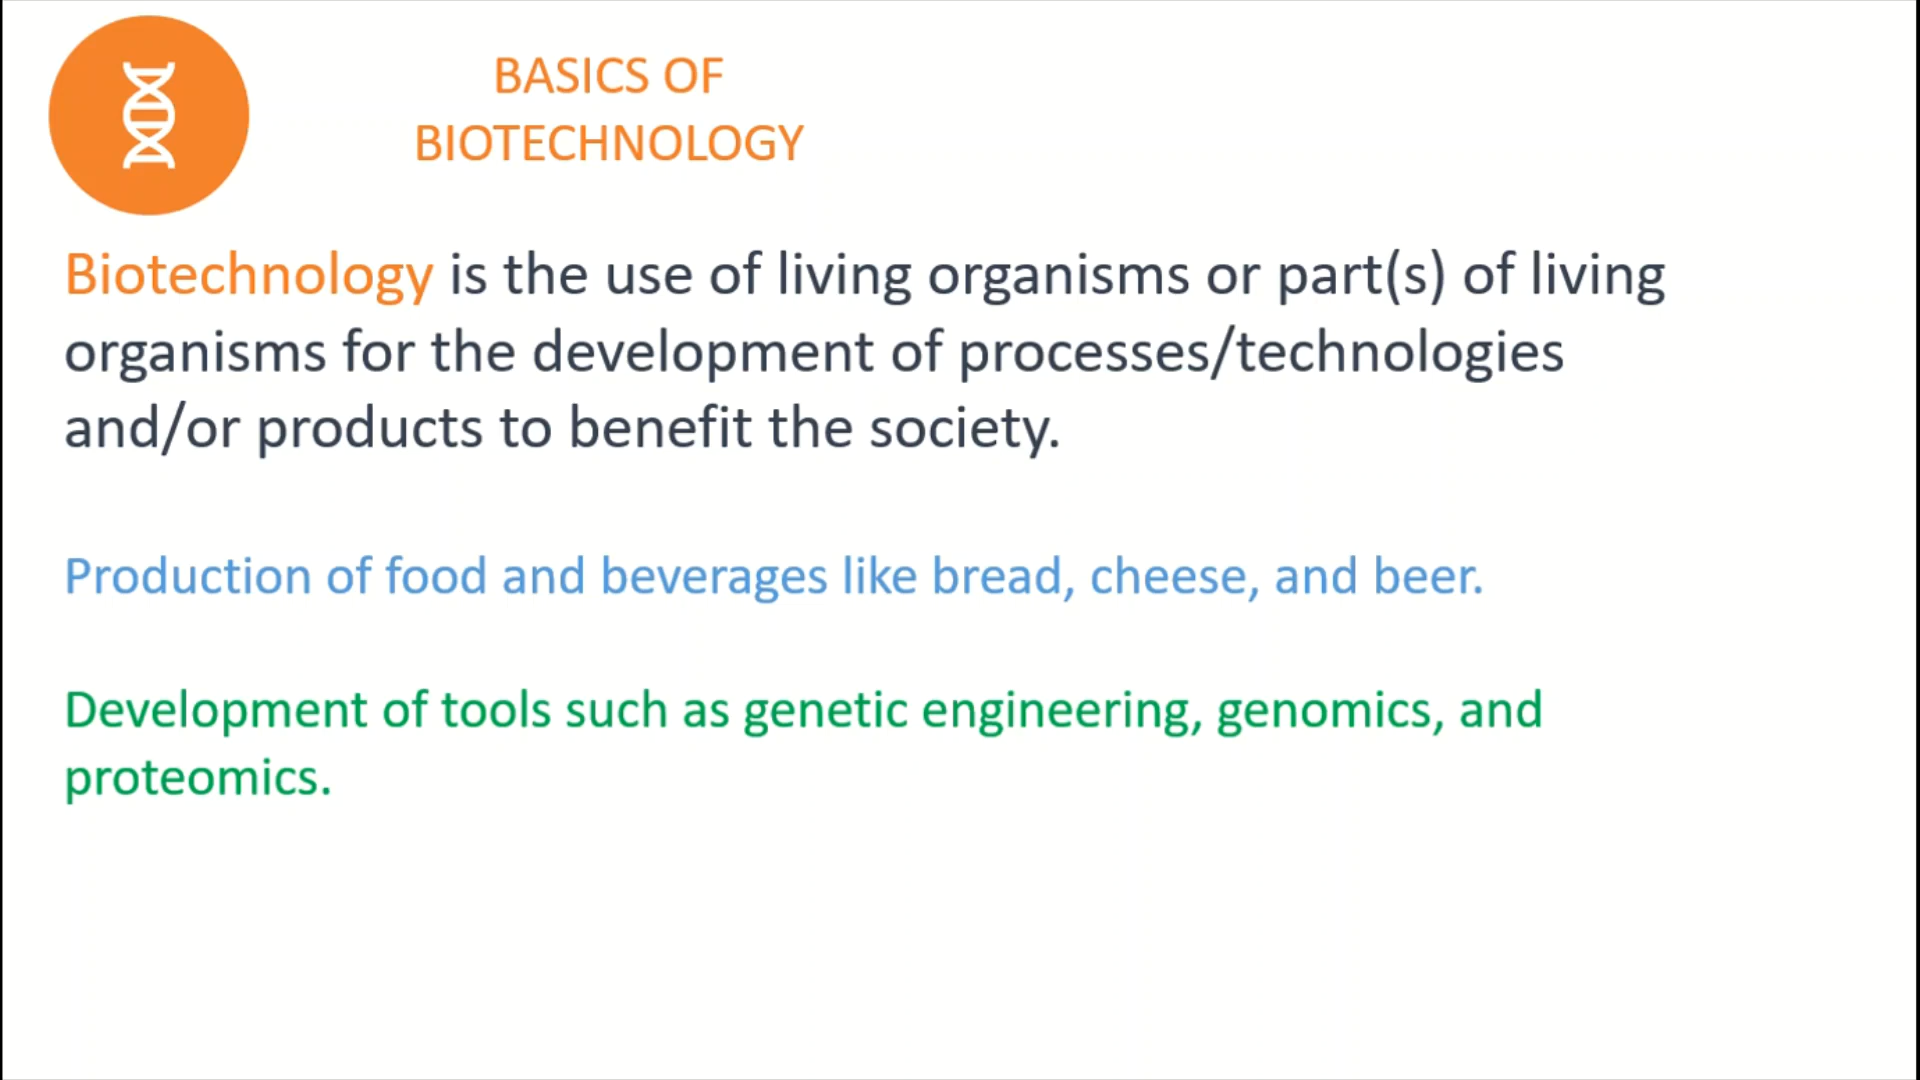 BASICS OF
BIOTECHNOLOGY
Biotechnology is the use of living organisms or part(s) of living
organisms for the development of processes/technologies
and/or products to benefit the society.
Production of food and beverages like bread, cheese, and beer.
Development of tools such as genetic engineering, genomics, and
proteomics.